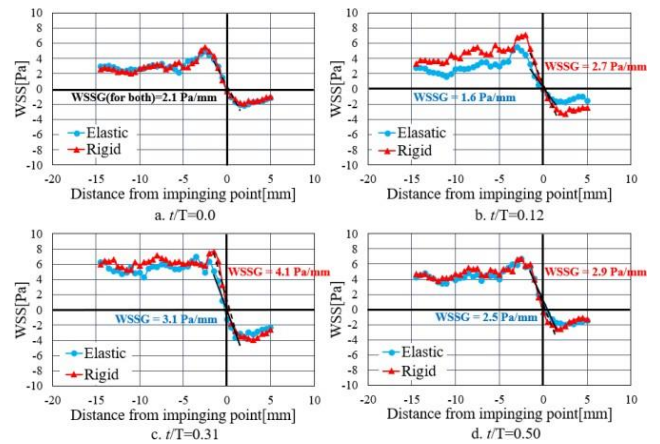 10
8
6
4
2
0
-2
-4
-6
-8
-10
WSS[Pa]
WSSG(for both)=2.1 Pa/mm
Elastic
Rigid
-15 -10 -5 0 5 10
Distance from impinging point[mm]
a. t/T=0.0
10
8
6
4
2
0
-2
-4
-6
-8
-10
WSS[Pa]
WSSG = 2.7 Pa/mm
WSSG = 1.6 Pa/mm
Elasatic
Rigid
-15 -10 -5 0 5 10
Distance from impinging point[mm]
b. t/T=0.12
10
8
6
4
2
0
-2
-4
-6
-8
-10
WSS[Pa]
WSSG = 4.1 Pa/mm
WSSG = 3.1 Pa/mm
Elastic
Rigid
-15 -10 -5 0 5 10
Distance from impinging point[mm]
c. t/T=0.31
10
8
6
4
2
0
-2
-4
-6
-8
-10
WSS[Pa]
WSSG = 2.9 Pa/mm
WSSG = 2.5 Pa/mm
Elastic
Rigid
-15 -10 -5 0 5 10
Distance from impinging point[mm]
d. t/T=0.50